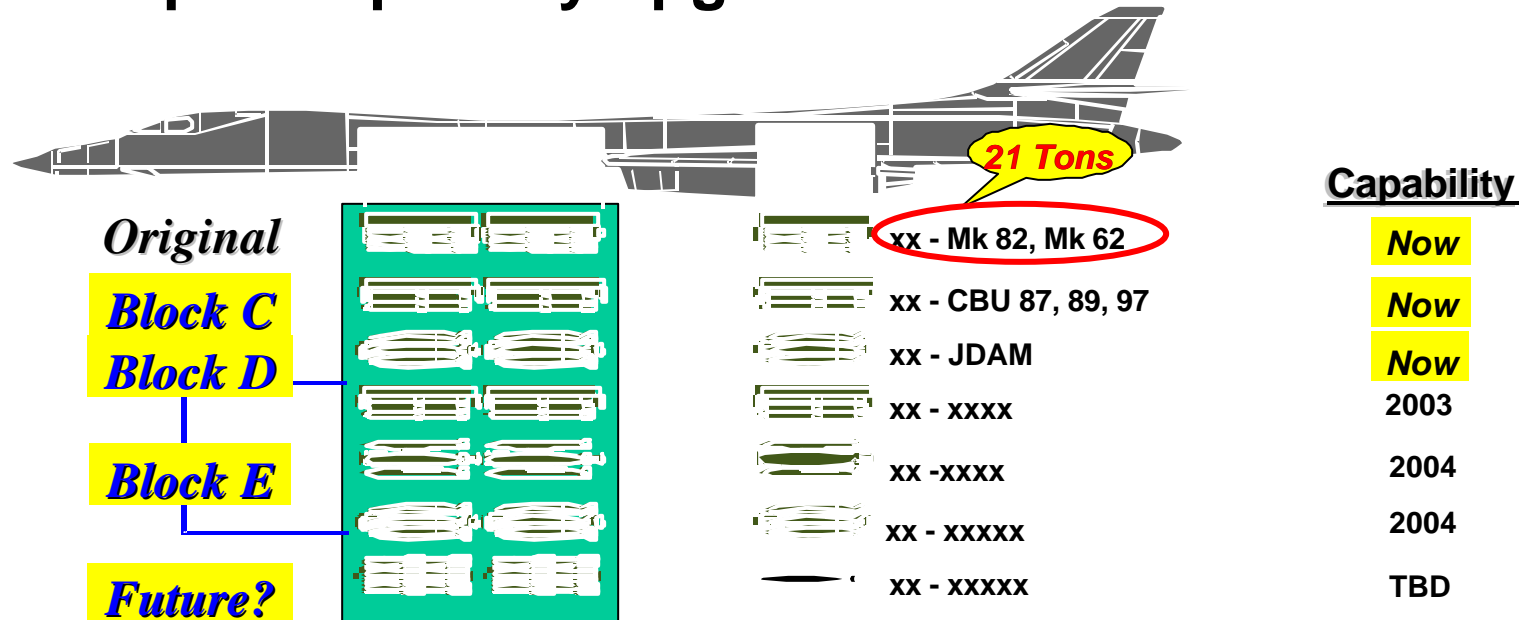 21 Tons
Capability
Original
xx - Mk 82, Mk 62
Now
Block C
xx - CBU 87, 89, 97
Now
Block D
xx - JDAM
Now
xx - xxxx
2003
Block E
xx -xxxx
2004
xx - xxxxx
2004
Future?
xx - xxxxx
TBD